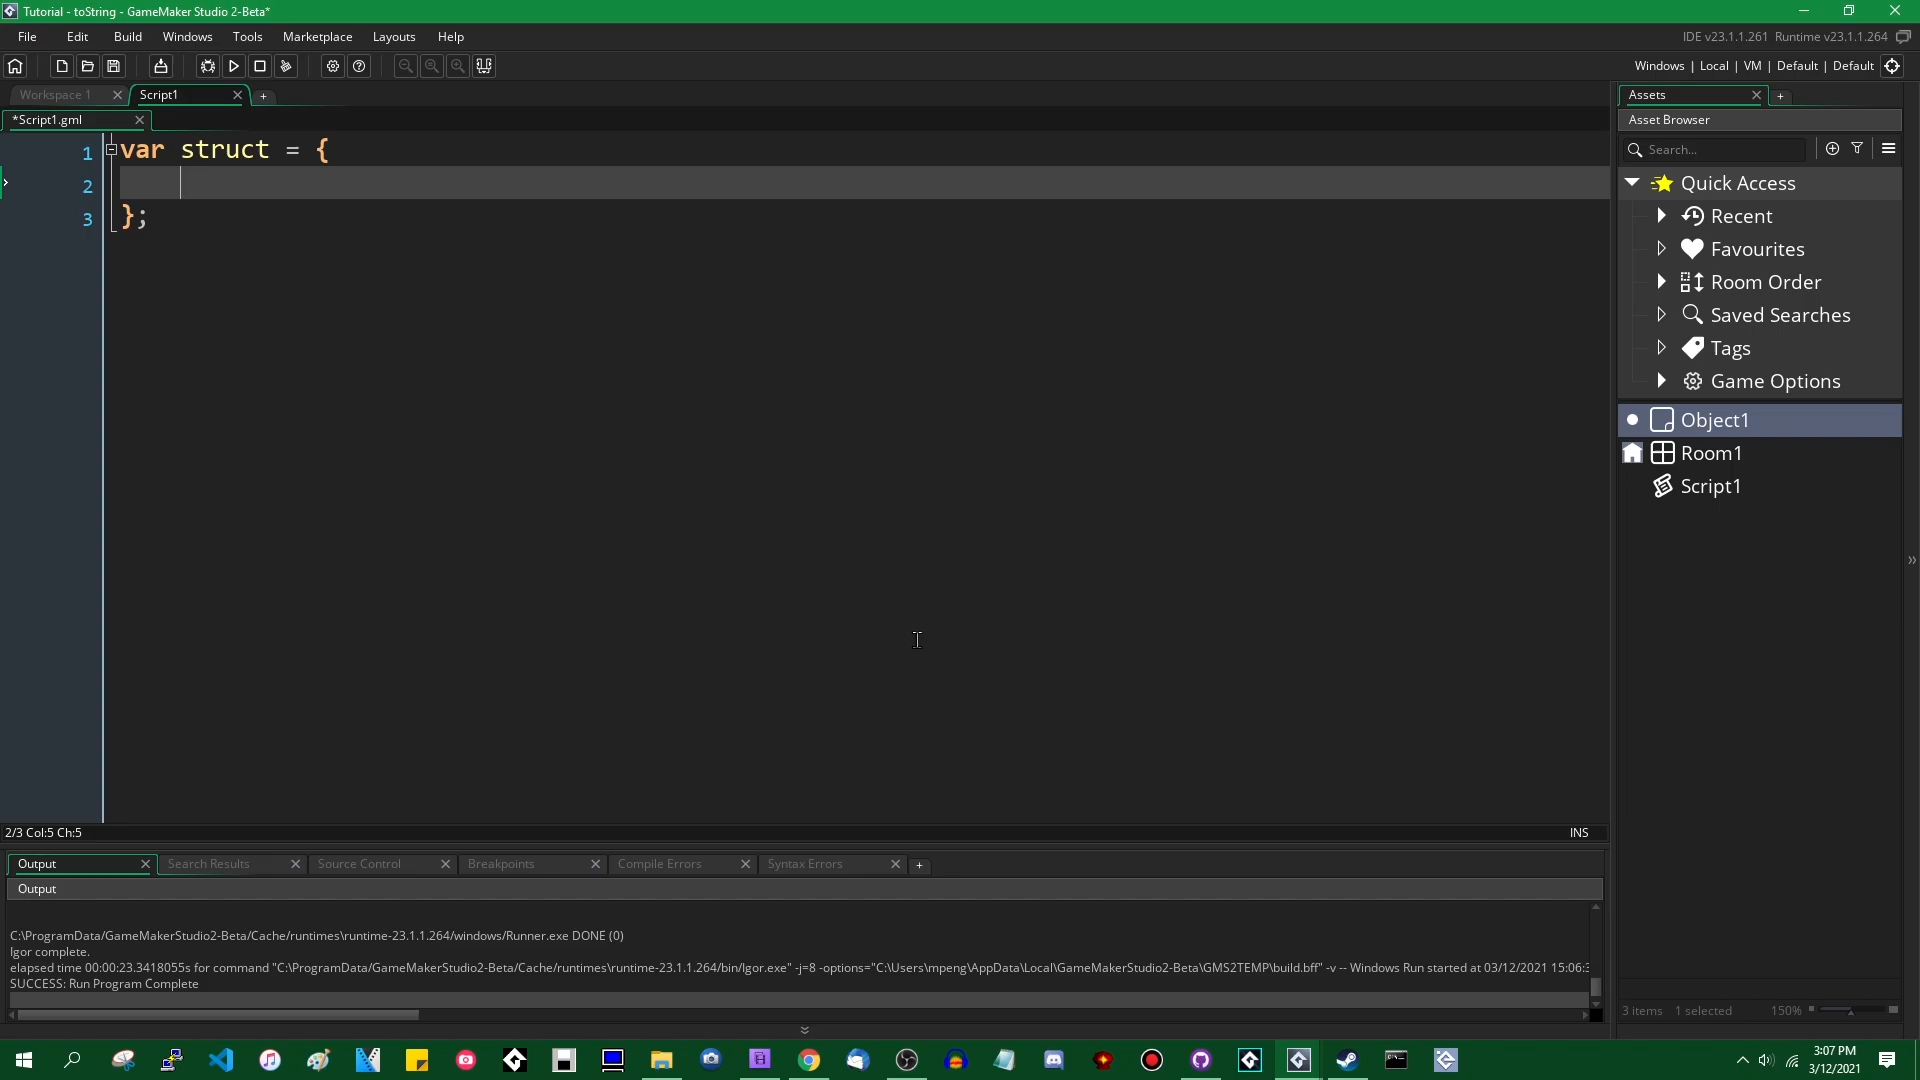 Tutorial - toString - GameMaker Studio 2-Beta*
File Edit Build Windows Tools Marketplace Layouts Help
IDE v23.1.1.261 Runtime v23.1.1.264
Windows | Local | VM | Default | Default
Workspace 1 Script1
*Script1.gml
1 var struct = {
2
3 };
2/3 Col:5 Ch:5
INS
Assets
Asset Browser
Search...
Quick Access
Recent
Favourites
Room Order
Saved Searches
Tags
Game Options
Object1
Room1
Script1
3 items 1 selected 150%
Output Search Results Source Control Breakpoints Compile Errors Syntax Errors
Output
C:\ProgramData/GameMakerStudio2-Beta/Cache/runtimes\runtime-23.1.1.264/windows/Runner.exe DONE (0)
Igor complete.
elapsed time 00:00:23.3418055s for command "C:\ProgramData/GameMakerStudio2-Beta/Cache/runtimes\runtime-23.1.1.264/bin/Igor.exe" -j=8 -options="C:\Users\mpeng\AppData\Local\GameMakerStudio2-Beta\GMS2TEMP\build.bff" -v -- Windows Run started at 03/12/2021 15:06:3
SUCCESS: Run Program Complete
3:07 PM
3/12/2021